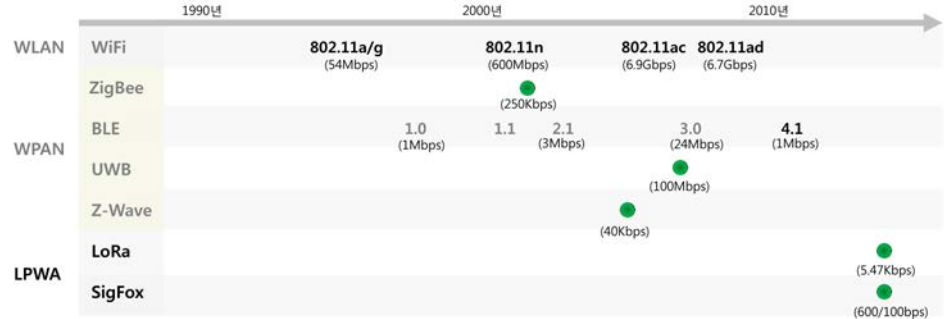 1990년 2000년 2010년
WLAN WiFi 802.11a/g 802.11n 802.11ac 802.11ad
(54Mbps) (600Mbps) (6.9Gbps) (6.7Gbps)
ZigBee
(250Kbps)
BLE 1.0 1.1 2.1 3.0 4.1
(1Mbps) (3Mbps) (24Mbps) (1Mbps)
WPAN
UWB
(100Mbps)
Z-Wave
(40Kbps)
LoRa
(5.47Kbps)
LPWA
SigFox
(600/100bps)